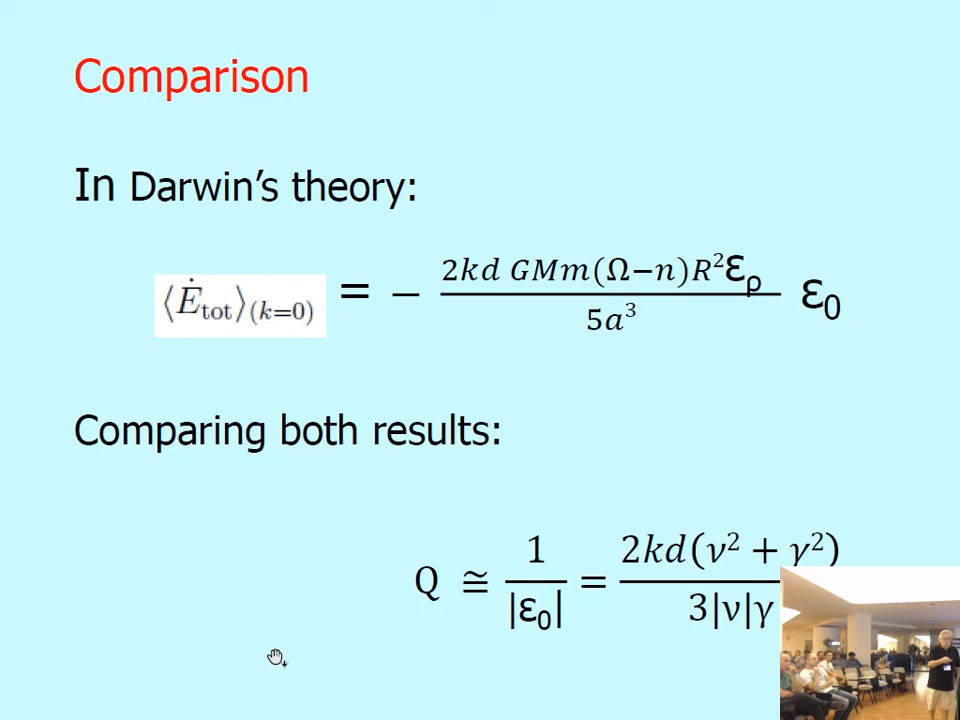 Comparison
In Darwin's theory:
⟨Ė_tot⟩_(k=0) = − (2kd GMm(Ω−n)R²ε_ρ) / (5a³) ε₀
Comparing both results:
Q ≅ 1/|ε₀| = 2kd(ν² + γ²) / 3|ν|γ